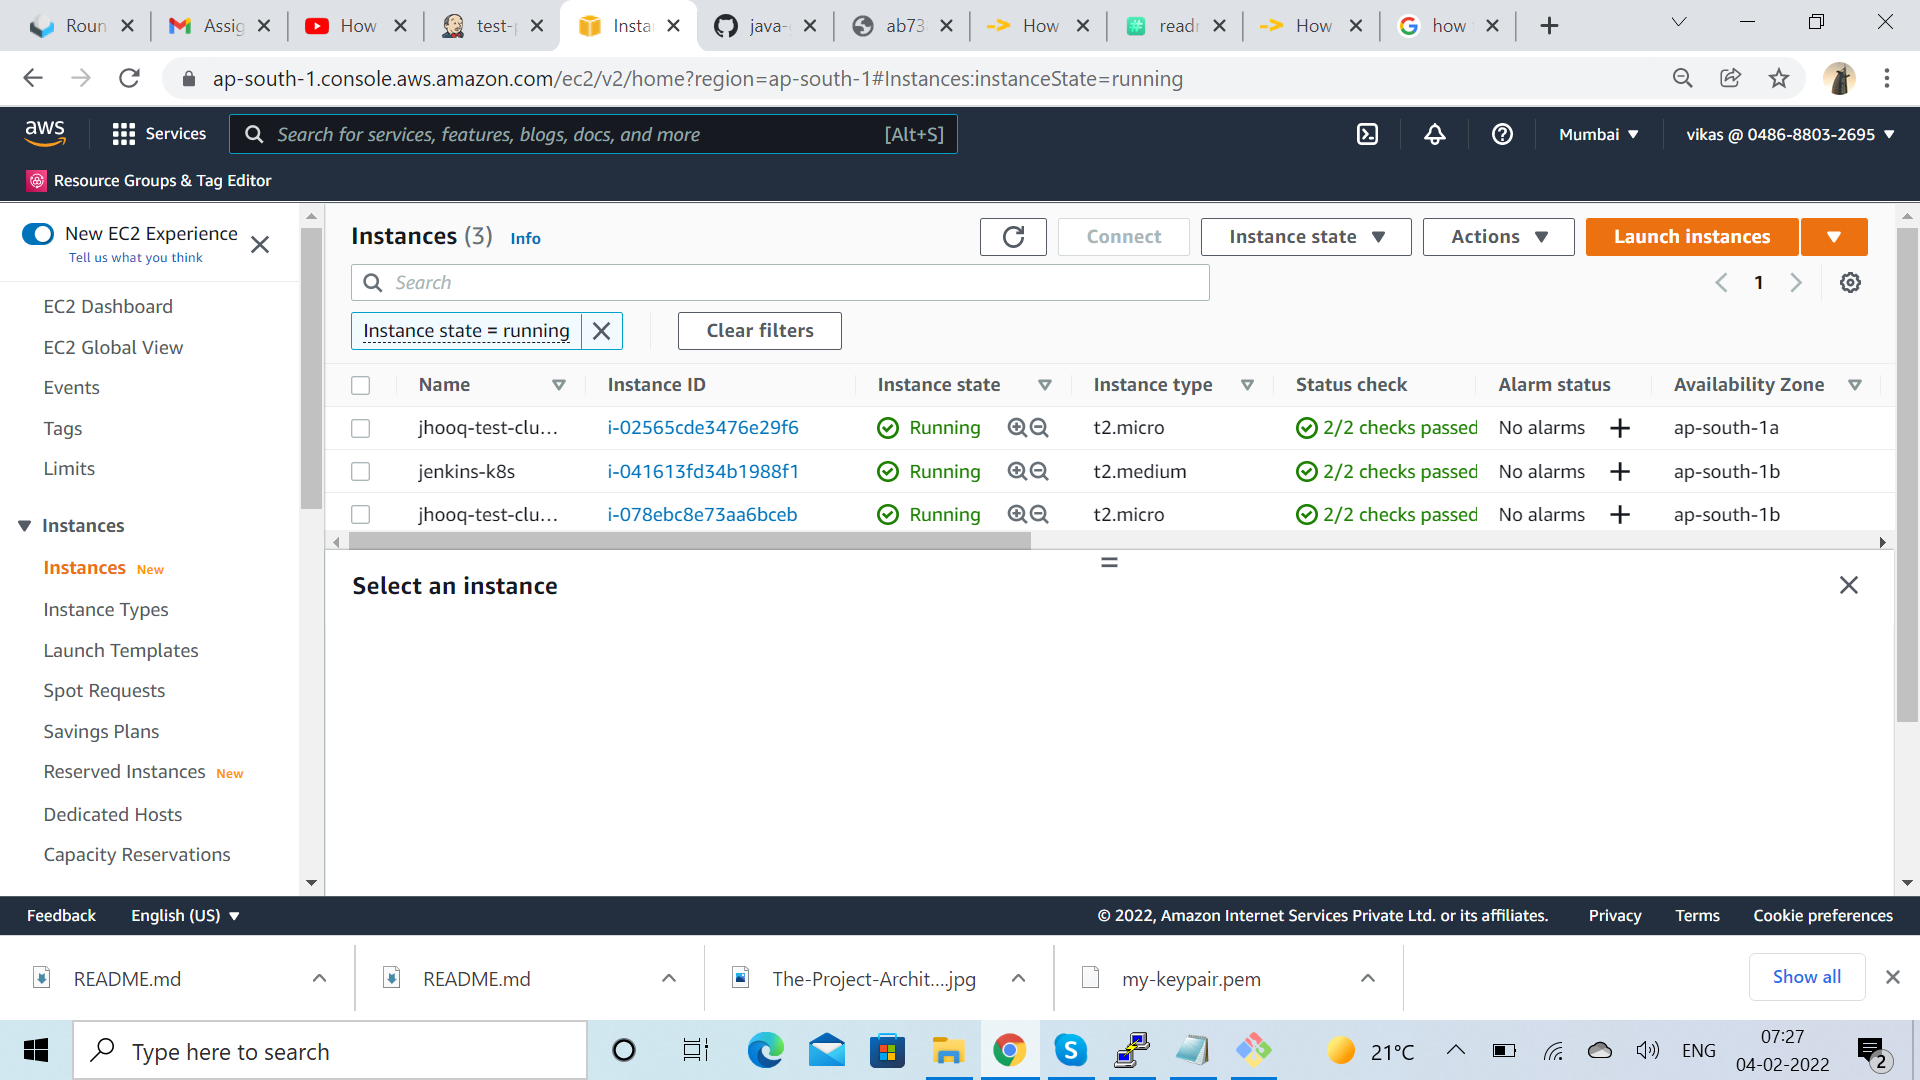 Roun
Assig
How
test-p
Instan
java-g
ab73
How
readr
How
how
ap-south-1.console.aws.amazon.com/ec2/v2/home?region=ap-south-1#Instances:instanceState=running
aws
Services
Search for services, features, blogs, docs, and more
[Alt+S]
Mumbai
vikas @ 0486-8803-2695
Resource Groups & Tag Editor
New EC2 Experience
Tell us what you think
EC2 Dashboard
EC2 Global View
Events
Tags
Limits
Instances
Instances New
Instance Types
Launch Templates
Spot Requests
Savings Plans
Reserved Instances New
Dedicated Hosts
Capacity Reservations
Instances (3) Info
Connect
Instance state
Actions
Launch instances
Search
1
Instance state = running
Clear filters
Name Instance ID Instance state Instance type Status check Alarm status Availability Zone
jhooq-test-clu... i-02565cde3476e29f6 Running t2.micro 2/2 checks passed No alarms ap-south-1a
jenkins-k8s i-041613fd34b1988f1 Running t2.medium 2/2 checks passed No alarms ap-south-1b
jhooq-test-clu... i-078ebc8e73aa6bceb Running t2.micro 2/2 checks passed No alarms ap-south-1b
Select an instance
Feedback
English (US)
© 2022, Amazon Internet Services Private Ltd. or its affiliates.
Privacy
Terms
Cookie preferences
README.md
README.md
The-Project-Archit....jpg
my-keypair.pem
Show all
Type here to search
21°C
ENG
07:27
04-02-2022
2